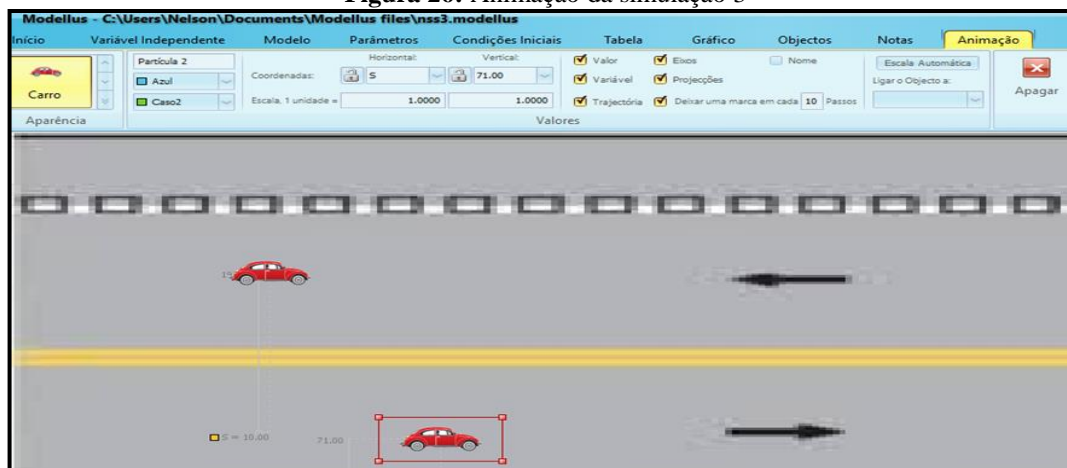 Figura 20: Animação da simulação 3
Modellus - C:\Users\Nelson\Documents\Modellus files\nss3.modellus
Início Variável Independente Modelo Parâmetros Condições Iniciais Tabela Gráfico Objectos Notas Animação
Carro
Aparência
Partícula 2
Azul
Caso2
Coordenadas:
Horizontal: Vertical:
S 71.00
Escala, 1 unidade = 1.0000 1.0000
Valor Eixos Nome
Variável Projecções
Trajectória Deixar uma marca em cada 10 Passos
Valores
Escala Automática
Ligar o Objecto a:
Apagar
S = 10.00
71.00